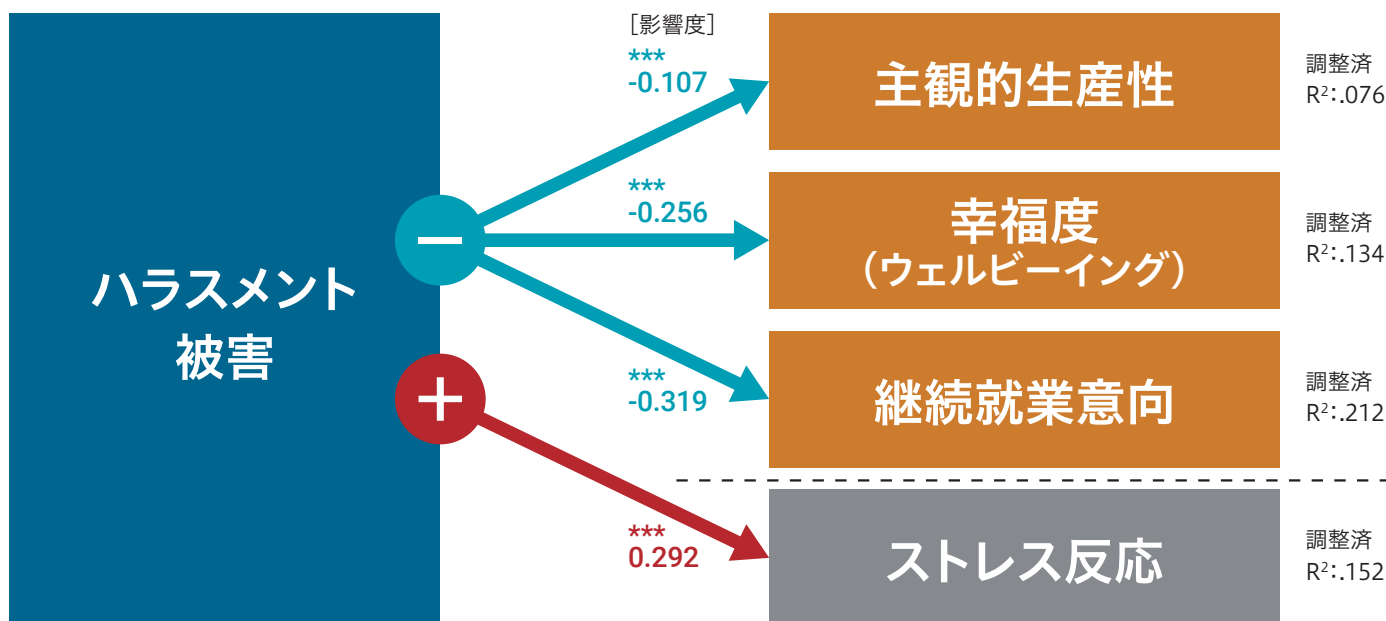 ハラスメント
被害
[影響度]
***
-0.107
主観的生産性
調整済
R²:.076
***
-0.256
幸福度
(ウェルビーイング)
調整済
R²:.134
***
-0.319
継続就業意向
調整済
R²:.212
***
0.292
ストレス反応
調整済
R²:.152